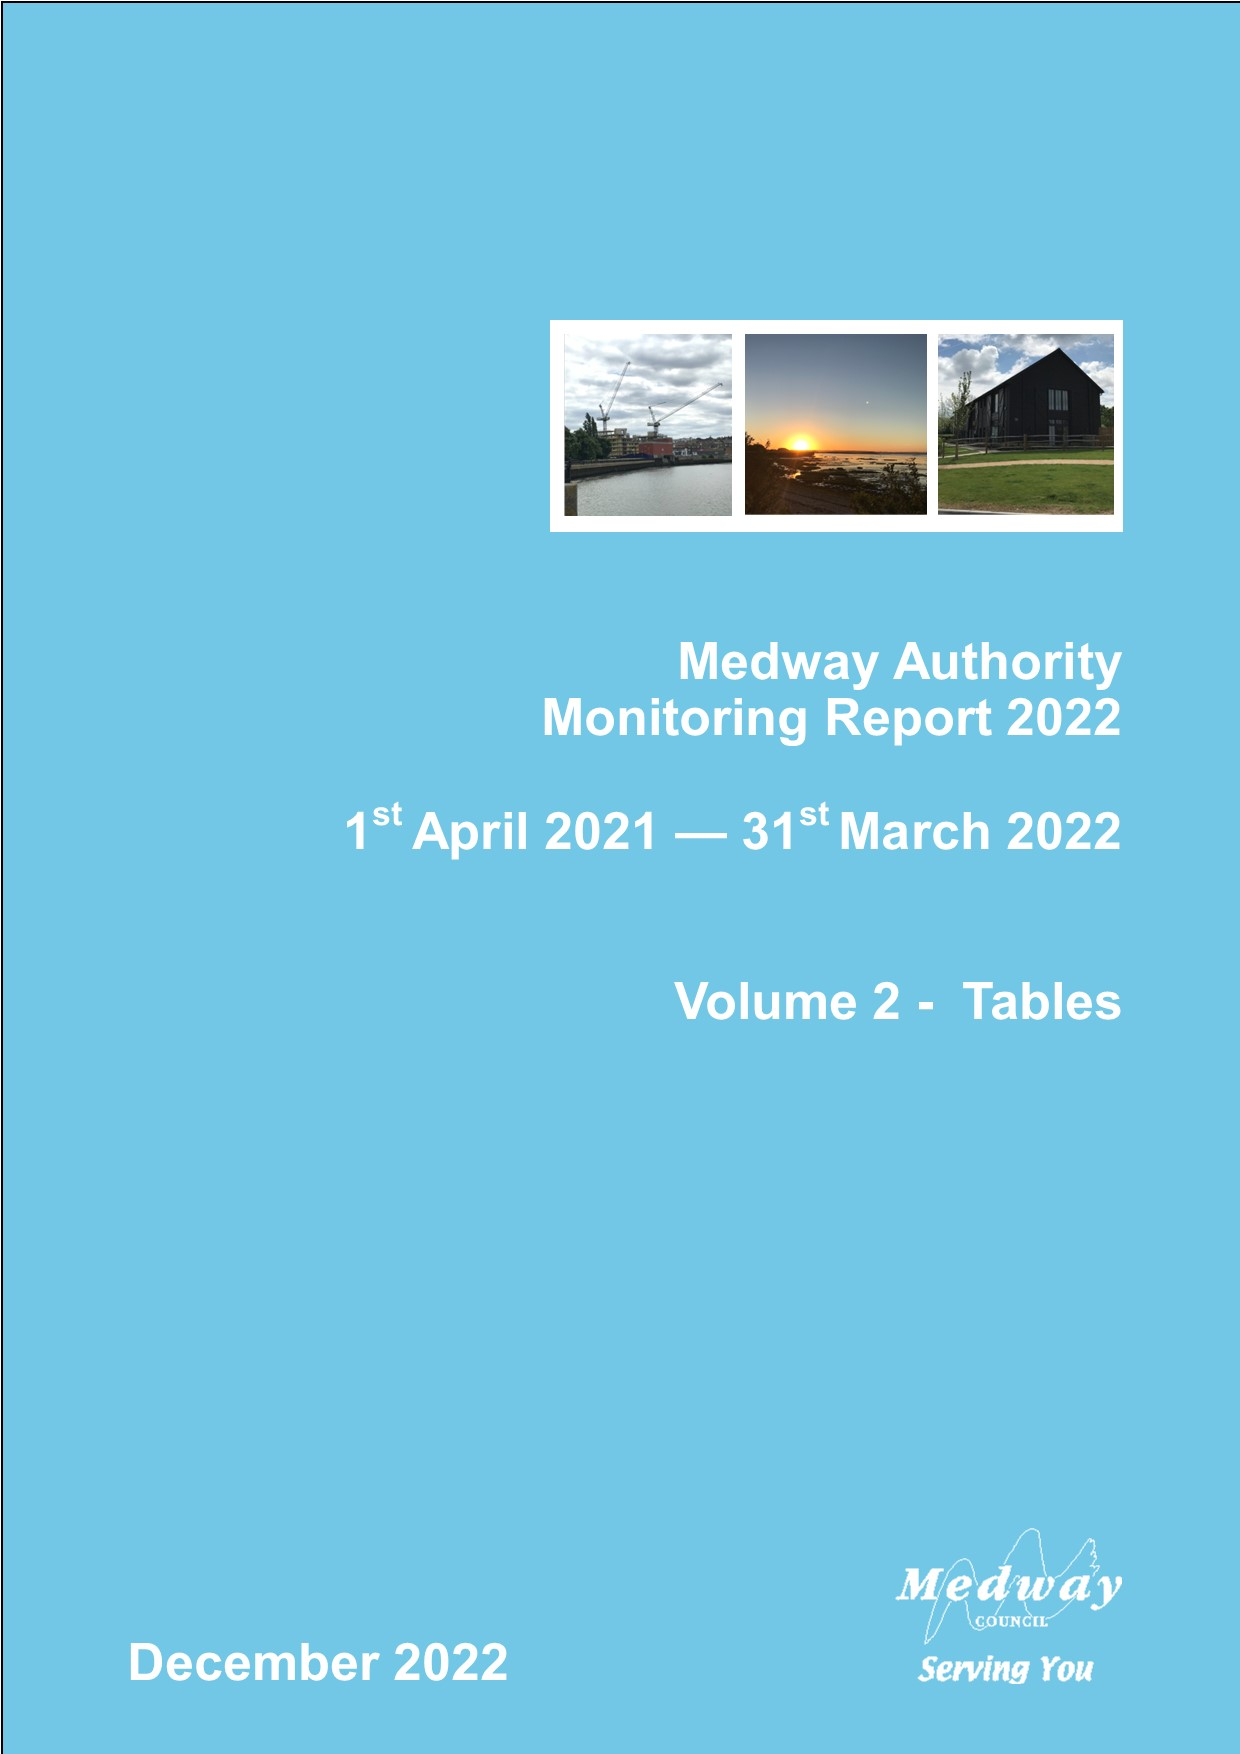 Medway Authority
Monitoring Report 2022
1st April 2021 — 31st March 2022
Volume 2 - Tables
Medway
COUNCIL
Serving You
December 2022